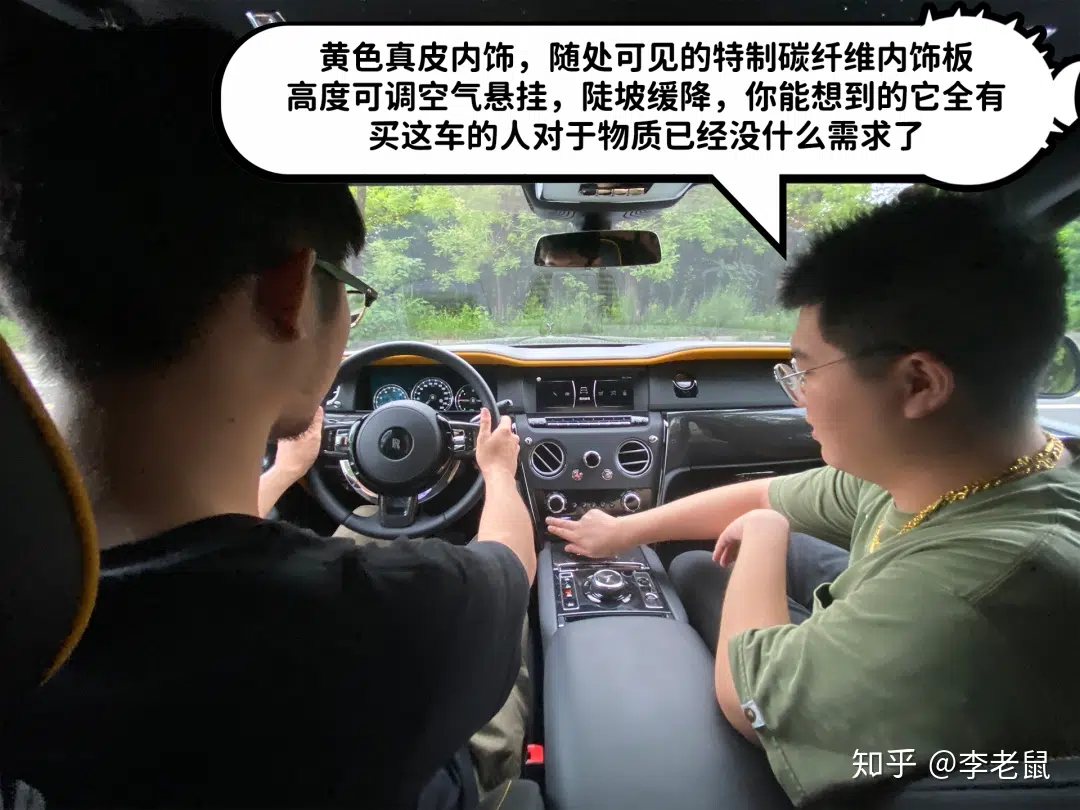 黄色真皮内饰，随处可见的特制碳纤维内饰板
高度可调空气悬挂，陡坡缓降，你能想到的它全有
买这车的人对于物质已经没什么需求了
知乎 @李老鼠